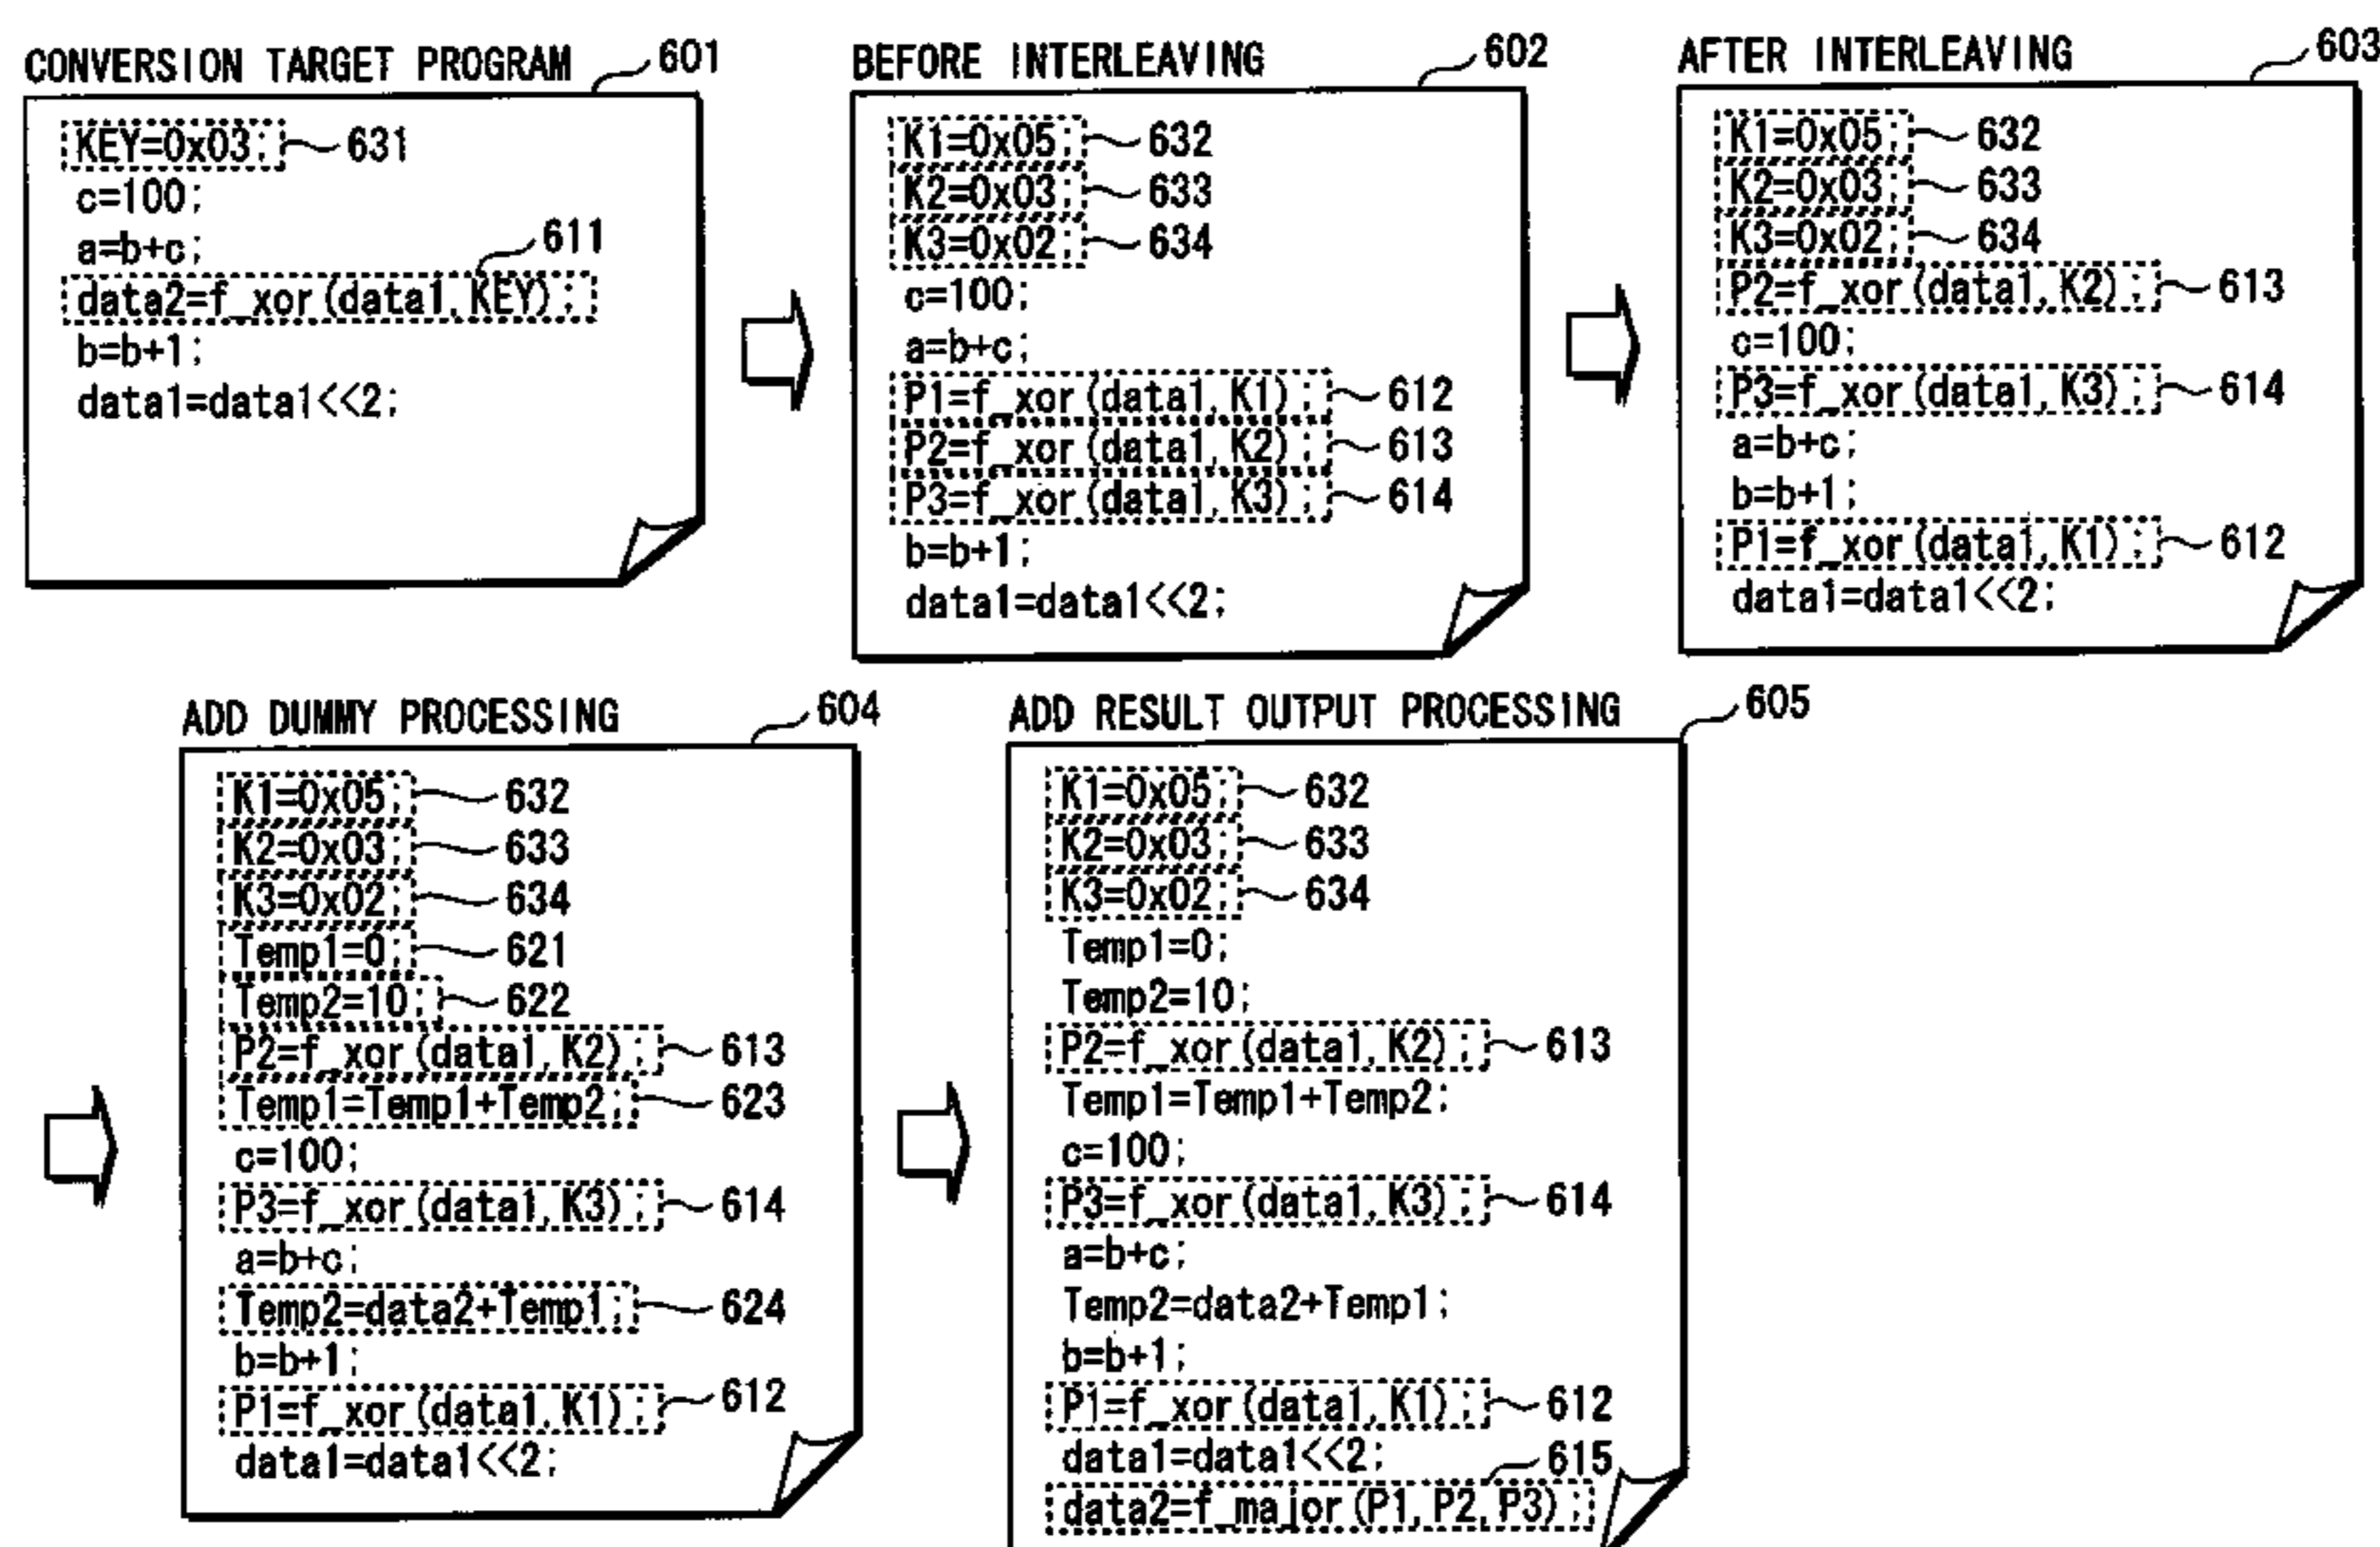 CONVERSION TARGET PROGRAM 601
KEY=0x03; 631
c=100;
a=b+c;
611
data2=f_xor(data1,KEY);
b=b+1;
data1=data1<<2;
BEFORE INTERLEAVING 602
K1=0x05; 632
K2=0x03; 633
K3=0x02; 634
c=100;
a=b+c;
P1=f_xor(data1,K1); 612
P2=f_xor(data1,K2); 613
P3=f_xor(data1,K3); 614
b=b+1;
data1=data1<<2;
AFTER INTERLEAVING 603
K1=0x05; 632
K2=0x03; 633
K3=0x02; 634
P2=f_xor(data1,K2); 613
c=100;
P3=f_xor(data1,K3); 614
a=b+c;
b=b+1;
P1=f_xor(data1,K1); 612
data1=data1<<2;
ADD DUMMY PROCESSING 604
K1=0x05; 632
K2=0x03; 633
K3=0x02; 634
Temp1=0; 621
Temp2=10; 622
P2=f_xor(data1,K2); 613
Temp1=Temp1+Temp2; 623
c=100;
P3=f_xor(data1,K3); 614
a=b+c;
Temp2=data2+Temp1; 624
b=b+1;
P1=f_xor(data1,K1); 612
data1=data1<<2;
ADD RESULT OUTPUT PROCESSING 605
K1=0x05; 632
K2=0x03; 633
K3=0x02; 634
Temp1=0;
Temp2=10;
P2=f_xor(data1,K2); 613
Temp1=Temp1+Temp2;
c=100;
P3=f_xor(data1,K3); 614
a=b+c;
Temp2=data2+Temp1;
b=b+1;
P1=f_xor(data1,K1); 612
data1=data1<<2; 615
data2=f_major(P1,P2,P3);